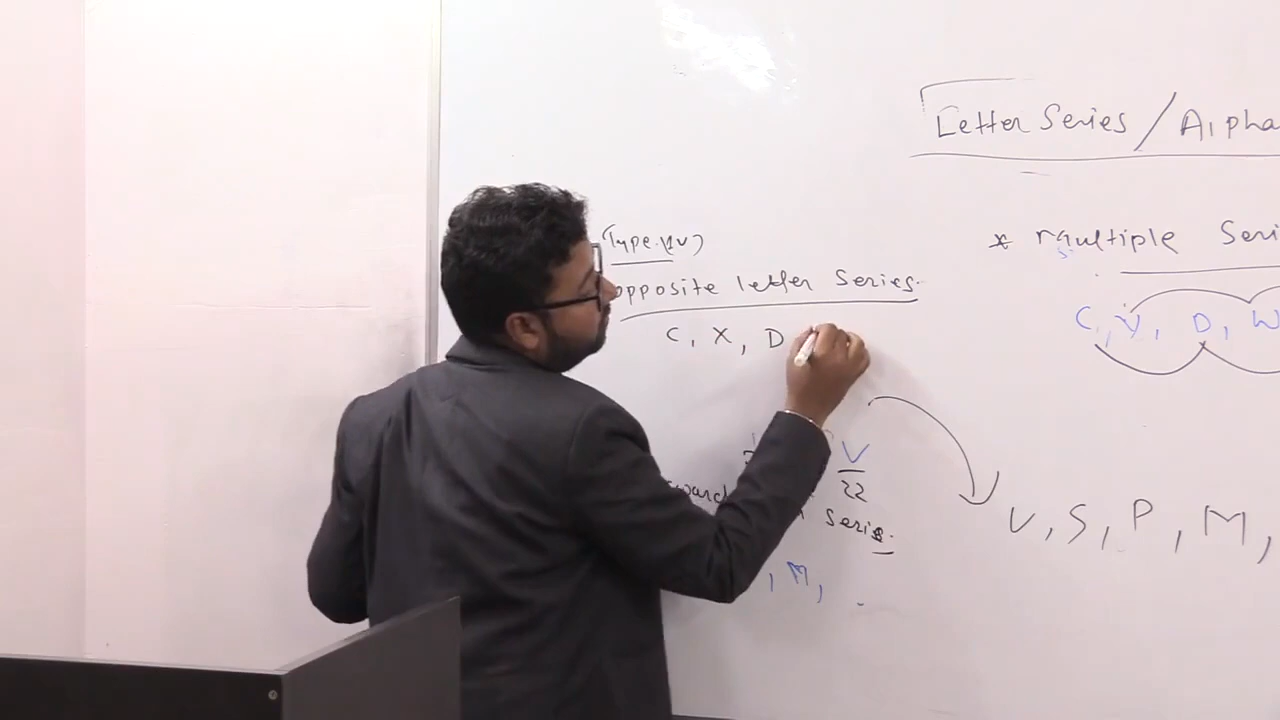 Letter Series / Alpha
Type (IV)
opposite letter Series.
C, X, D
* multiple Seri
C, V, D, W
V
22
Series
V, S, P, M,
, M,